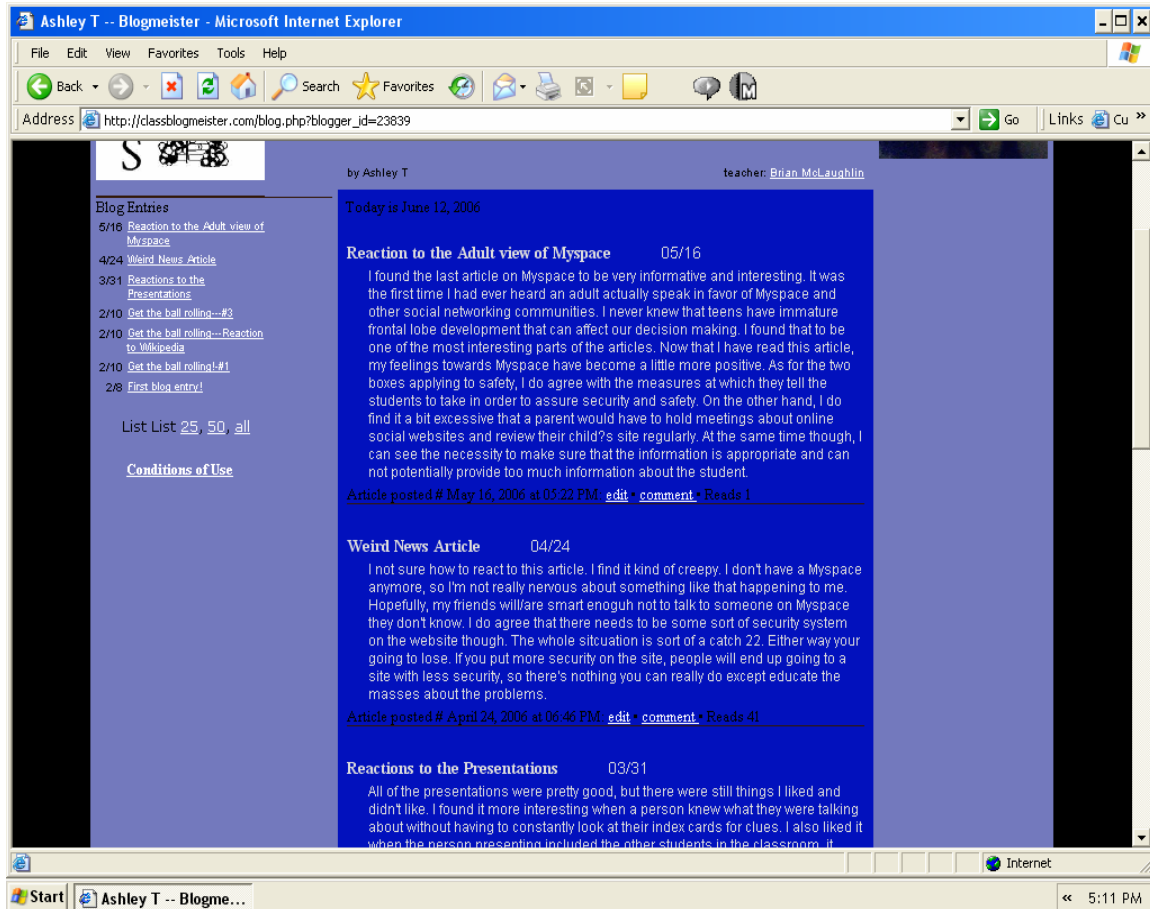 Ashley T -- Blogmeister - Microsoft Internet Explorer
File Edit View Favorites Tools Help
Back Search Favorites
Address http://classblogmeister.com/blog.php?blogger_id=23839 Go Links Cu »
S
by Ashley T teacher: Brian McLaughlin
Blog Entries
5/16 Reaction to the Adult view of
Myspace
4/24 Weird News Article
3/31 Reactions to the
Presentations
2/10 Get the ball rolling---#3
2/10 Get the ball rolling---Reaction
to Wikipedia
2/10 Get the ball rolling!-#1
2/8 First blog entry!
List List 25, 50, all
Conditions of Use
Today is June 12, 2006
Reaction to the Adult view of Myspace 05/16
I found the last article on Myspace to be very informative and interesting. It was
the first time I had ever heard an adult actually speak in favor of Myspace and
other social networking communities. I never knew that teens have immature
frontal lobe development that can affect our decision making. I found that to be
one of the most interesting parts of the articles. Now that I have read this article,
my feelings towards Myspace have become a little more positive. As for the two
boxes applying to safety, I do agree with the measures at which they tell the
students to take in order to assure security and safety. On the other hand, I do
find it a bit excessive that a parent would have to hold meetings about online
social websites and review their child?s site regularly. At the same time though, I
can see the necessity to make sure that the information is appropriate and can
not potentially provide too much information about the student.
Article posted # May 16, 2006 at 05:22 PM: edit • comment • Reads 1
Weird News Article 04/24
I not sure how to react to this article. I find it kind of creepy. I don't have a Myspace
anymore, so I'm not really nervous about something like that happening to me.
Hopefully, my friends will/are smart enoguh not to talk to someone on Myspace
they don't know. I do agree that there needs to be some sort of security system
on the website though. The whole sitcuation is sort of a catch 22. Either way your
going to lose. If you put more security on the site, people will end up going to a
site with less security, so there's nothing you can really do except educate the
masses about the problems.
Article posted # April 24, 2006 at 06:46 PM: edit • comment • Reads 41
Reactions to the Presentations 03/31
All of the presentations were pretty good, but there were still things I liked and
didn't like. I found it more interesting when a person knew what they were talking
about without having to constantly look at their index cards for clues. I also liked it
when the person presenting included the other students in the classroom, it
Internet
Start Ashley T -- Blogme... « 5:11 PM